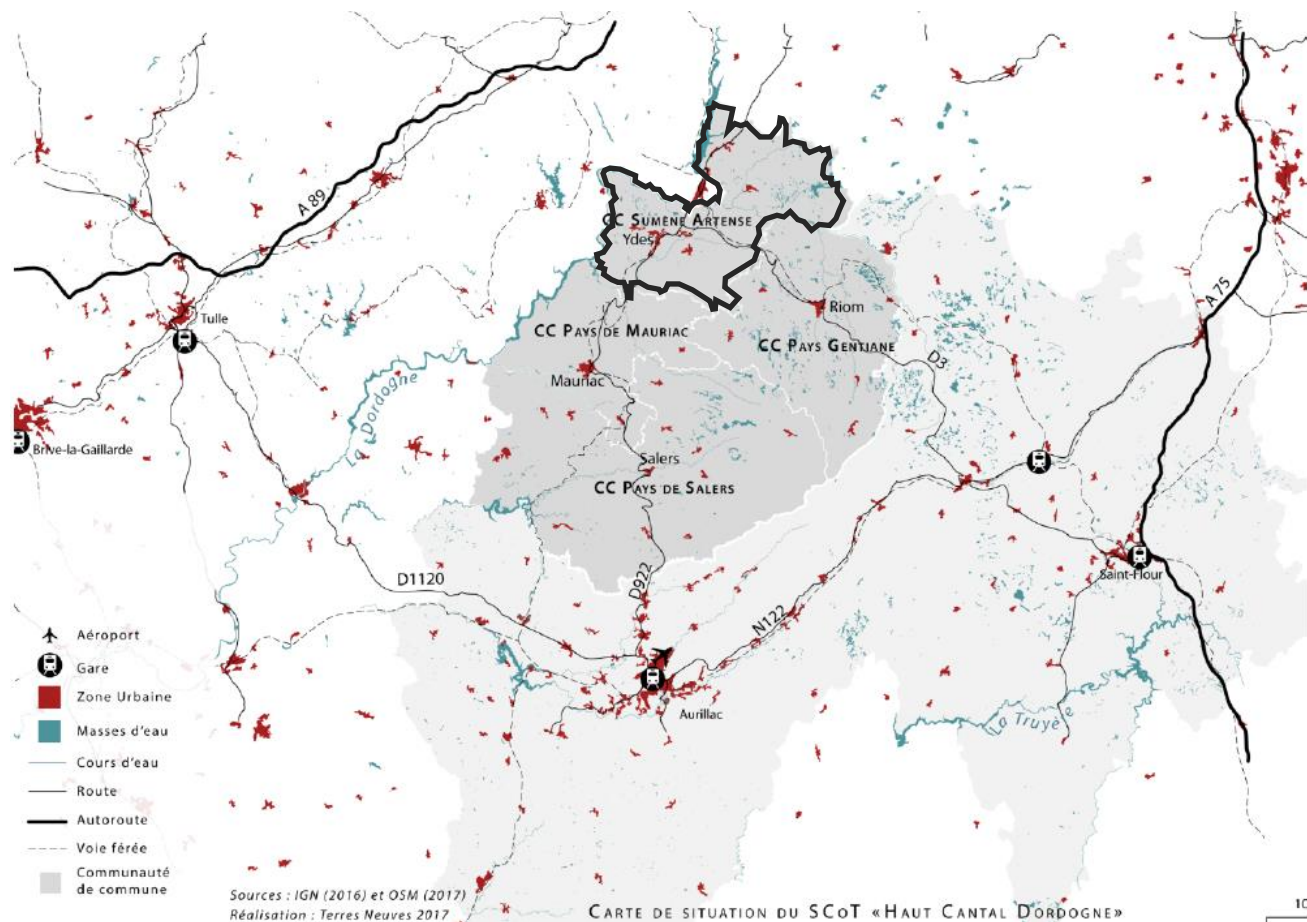 A 89
CC SUMÈNE ARTENSE
Ydes
A 75
Tulle
Riom
CC PAYS DE MAURIAC
CC PAYS GENTIANE
D3
Mauriac
La Dordogne
Brive-la-Gaillarde
Salers
CC PAYS DE SALERS
D1120
D922
N122
Saint-Flour
Aurillac
La Truyère
Aéroport
Gare
Zone Urbaine
Masses d'eau
Cours d'eau
Route
Autoroute
Voie férée
Communauté
de commune
Sources : IGN (2016) et OSM (2017)
Réalisation : Terres Neuves 2017
CARTE DE SITUATION DU SCOT «HAUT CANTAL DORDOGNE»
10